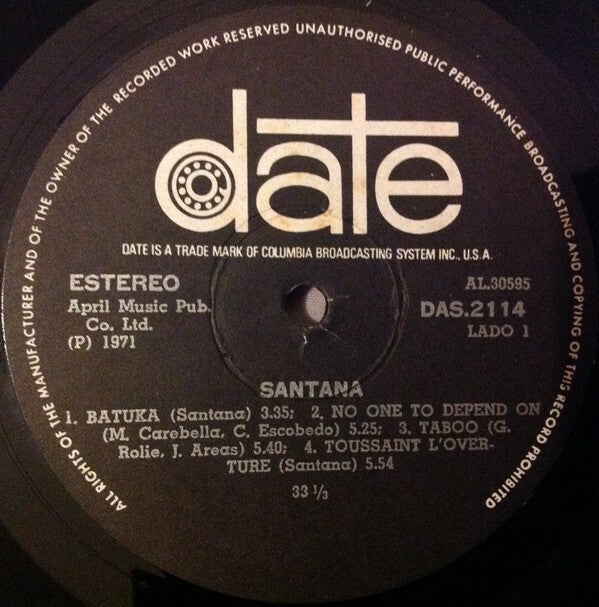 ALL RIGHTS OF THE MANUFACTURER AND OF THE OWNER OF THE RECORDED WORK RESERVED UNAUTHORISED PUBLIC PERFORMANCE BROADCASTING AND COPYING OF THIS RECORD PROHIBITED
date
DATE IS A TRADE MARK OF COLUMBIA BROADCASTING SYSTEM INC., U.S.A.
ESTEREO
April Music Pub.
Co. Ltd.
(P) 1971
AL.30595
DAS.2114
LADO 1
SANTANA
1. BATUKA (Santana) 3.35; 2. NO ONE TO DEPEND ON
(M. Carebella, C. Escobedo) 5.25; 3. TABOO (G.
Rolie, J. Areas) 5.40; 4. TOUSSAINT L'OVER-
TURE (Santana) 5.54
33 ⅓